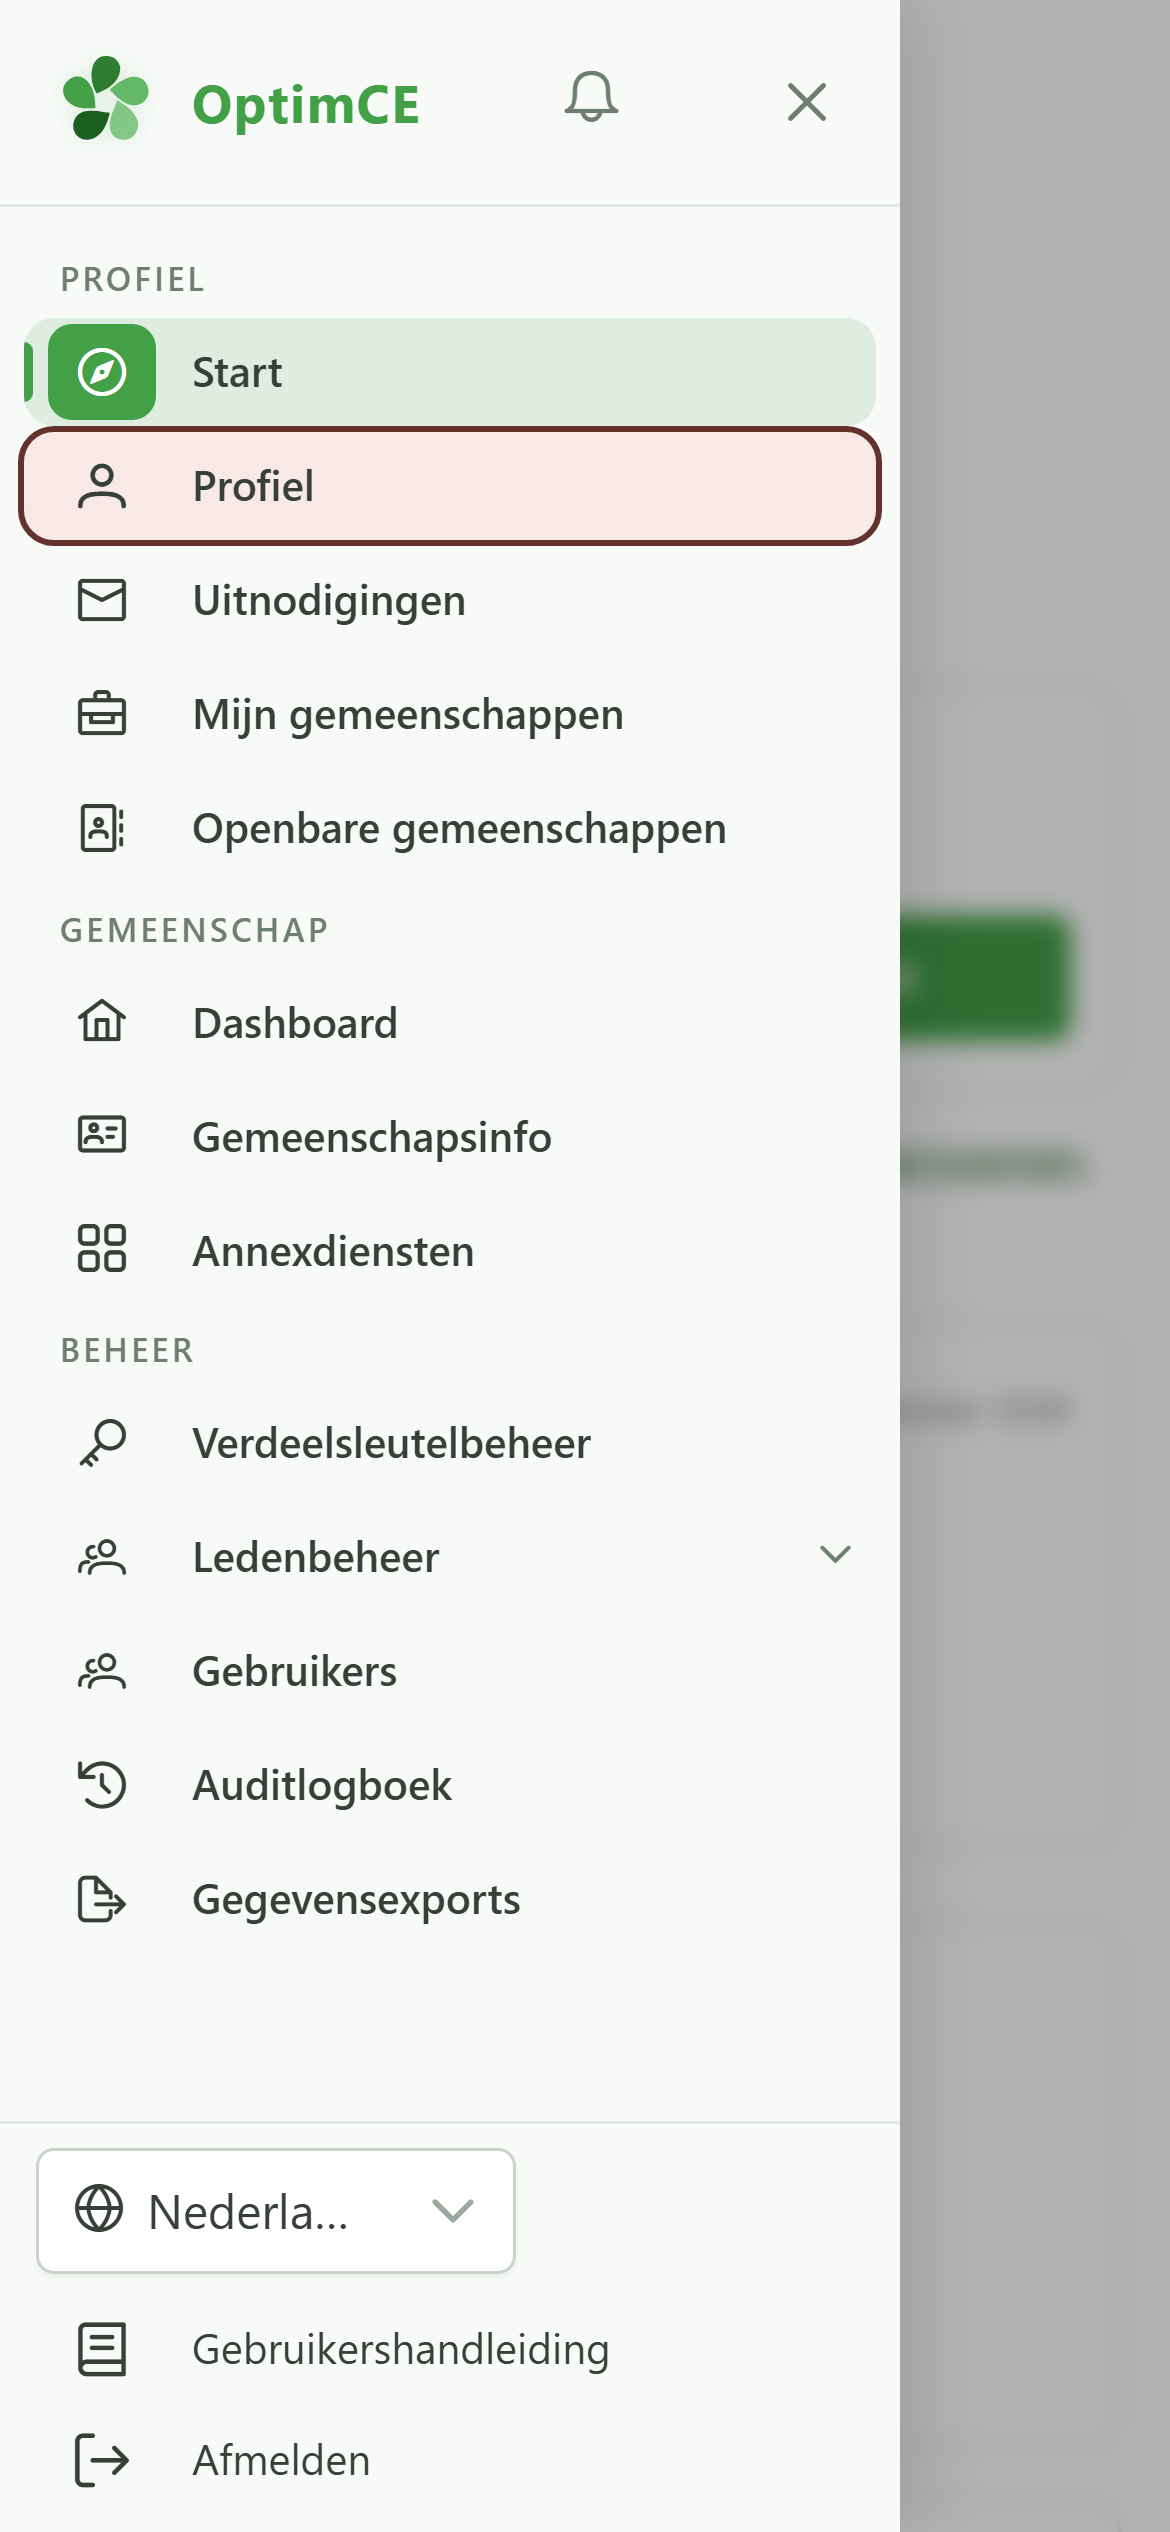 OptimCE
PROFIEL
Start
Profiel
Uitnodigingen
Mijn gemeenschappen
Openbare gemeenschappen
GEMEENSCHAP
Dashboard
Gemeenschapsinfo
Annexdiensten
BEHEER
Verdeelsleutelbeheer
Ledenbeheer
Gebruikers
Auditlogboek
Gegevensexports
Nederla...
Gebruikershandleiding
Afmelden